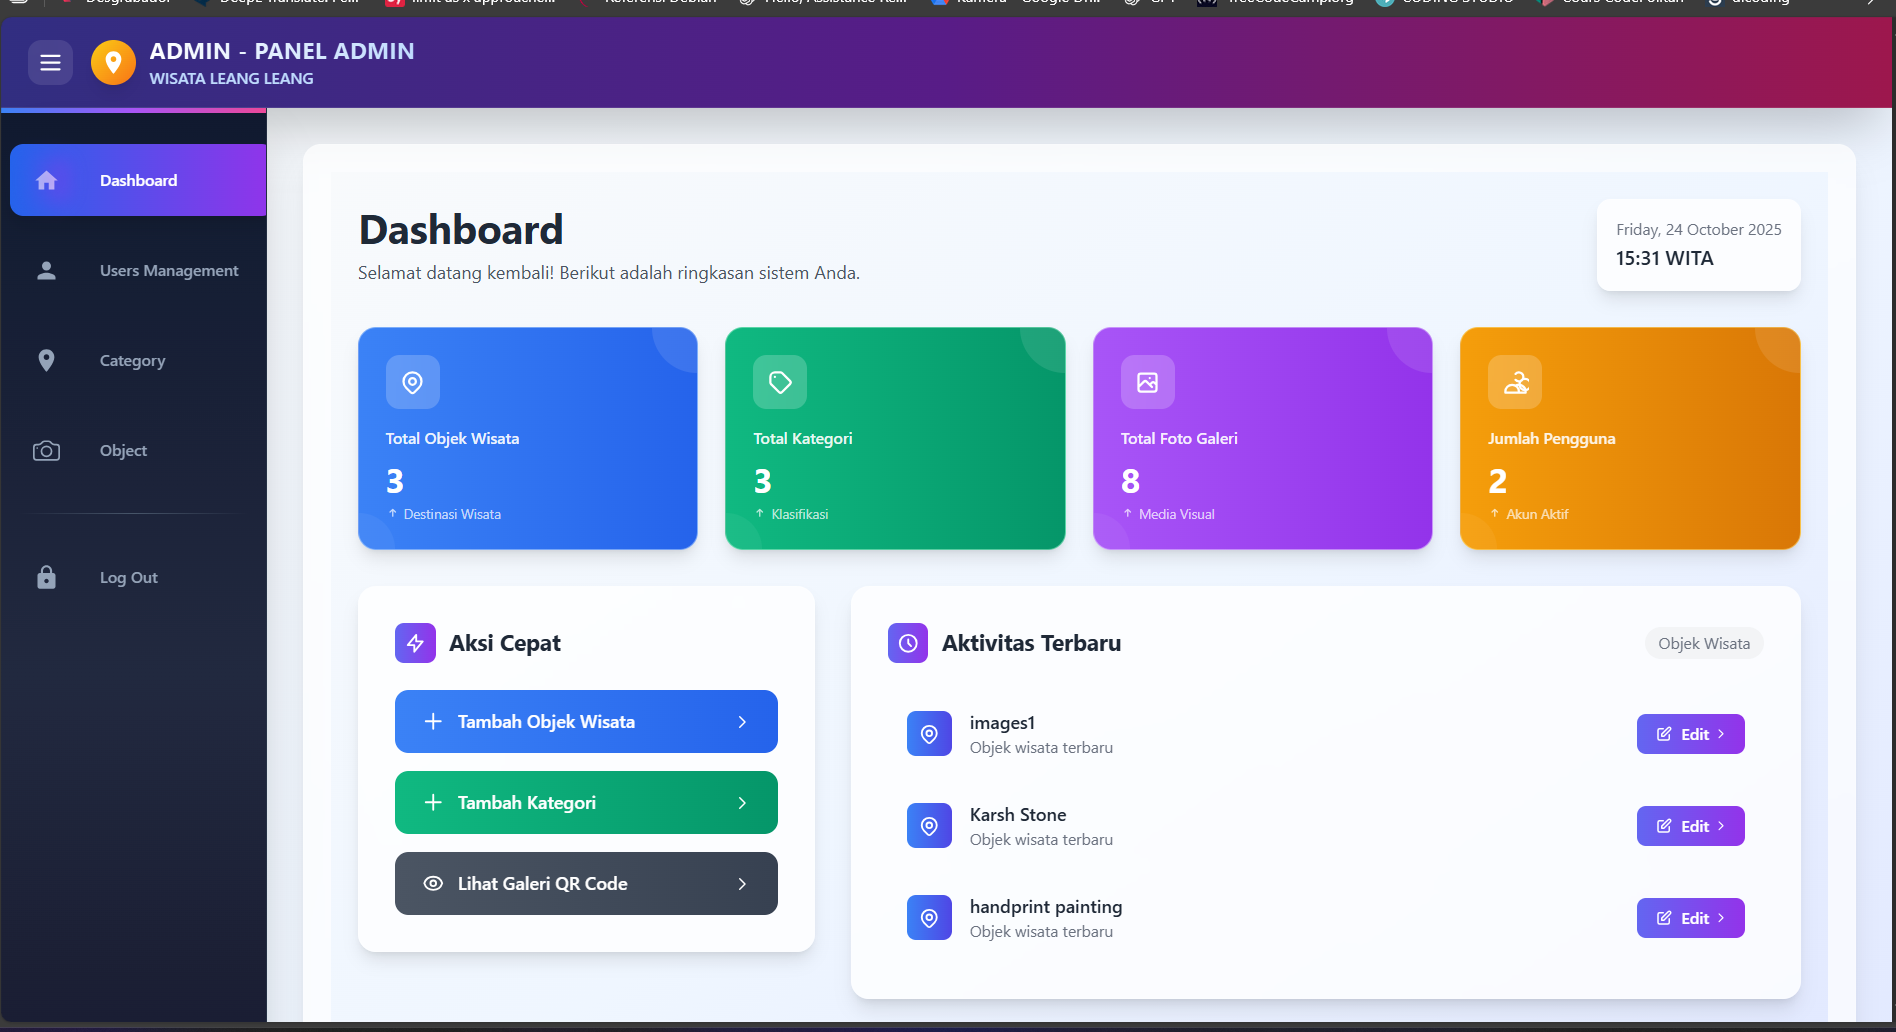 ADMIN - PANEL ADMIN
WISATA LEANG LEANG
Dashboard
Users Management
Category
Object
Log Out
Dashboard
Selamat datang kembali! Berikut adalah ringkasan sistem Anda.
Friday, 24 October 2025
15:31 WITA
Total Objek Wisata
3
↑ Destinasi Wisata
Total Kategori
3
↑ Klasifikasi
Total Foto Galeri
8
↑ Media Visual
Jumlah Pengguna
2
↑ Akun Aktif
Aksi Cepat
Tambah Objek Wisata
Tambah Kategori
Lihat Galeri QR Code
Aktivitas Terbaru
Objek Wisata
images1
Objek wisata terbaru
Edit
Karsh Stone
Objek wisata terbaru
Edit
handprint painting
Objek wisata terbaru
Edit